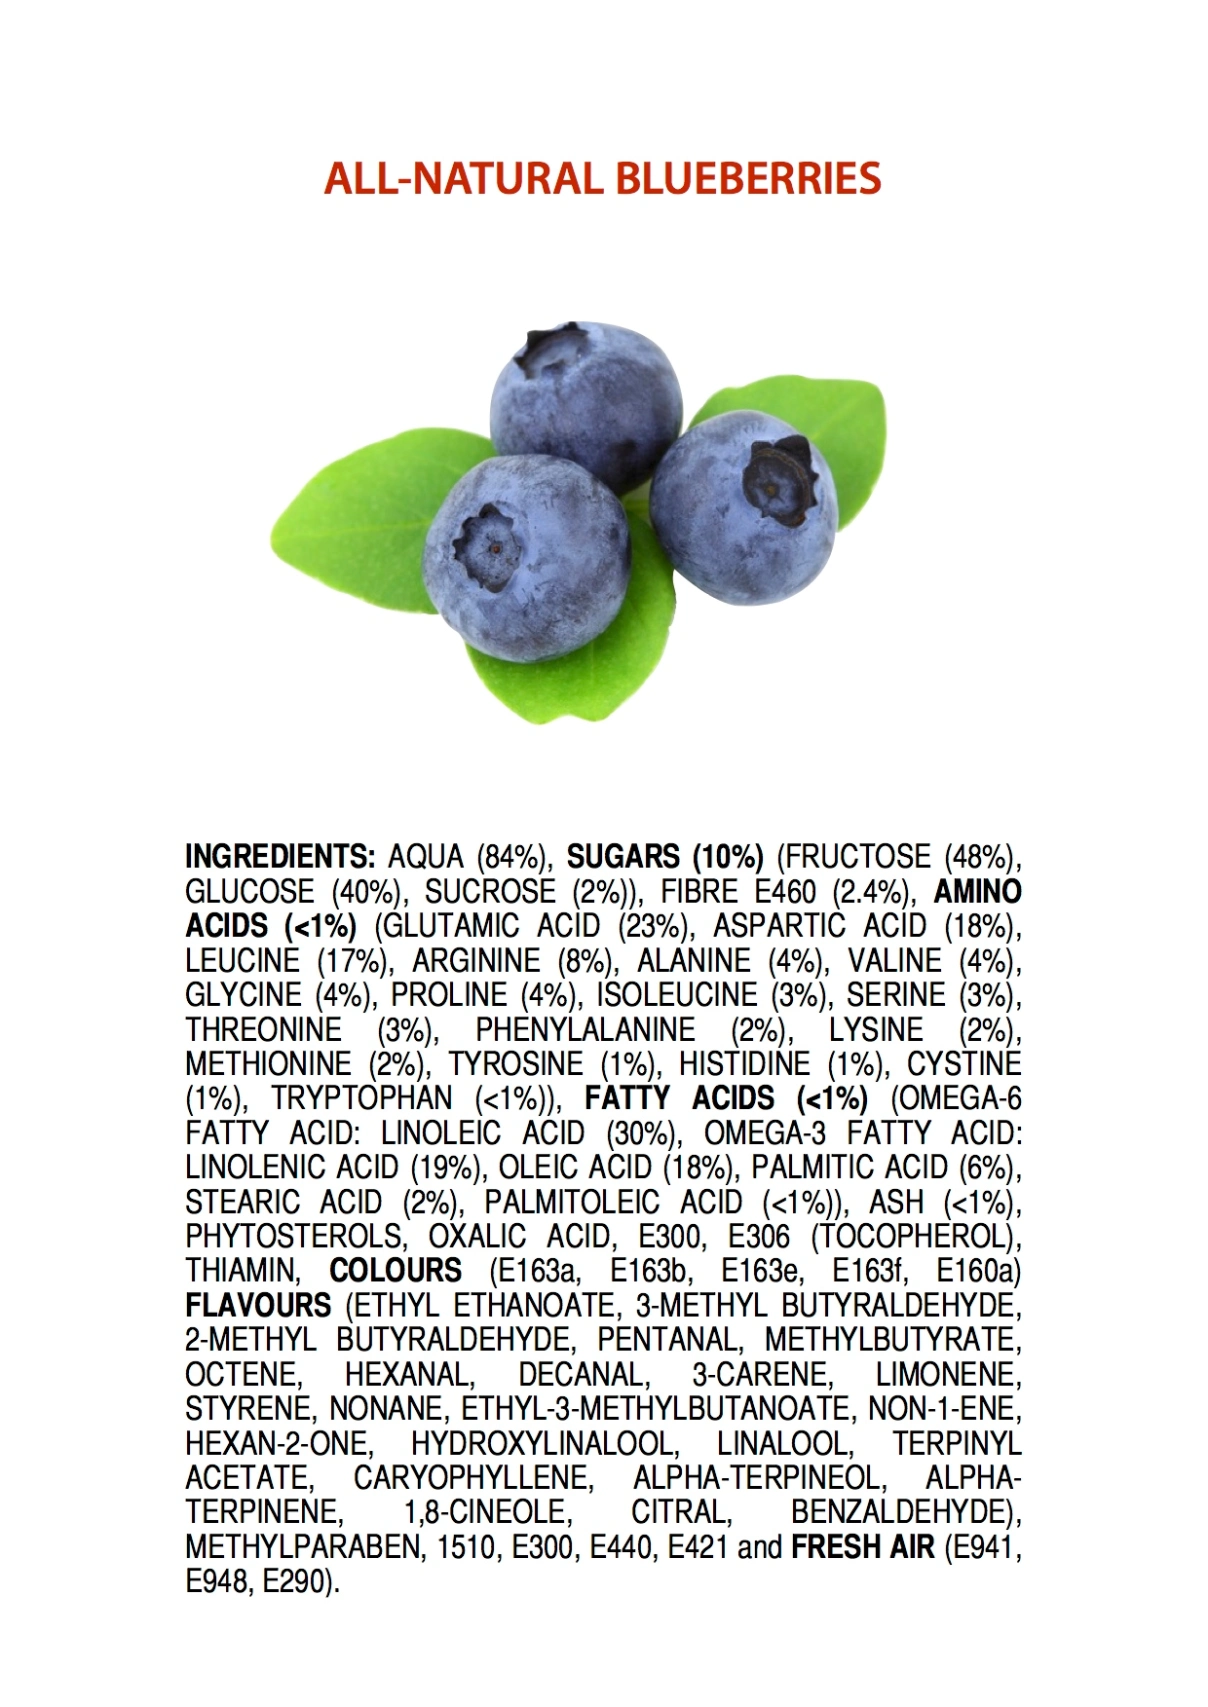 ALL-NATURAL BLUEBERRIES
INGREDIENTS: AQUA (84%), SUGARS (10%) (FRUCTOSE (48%),
GLUCOSE (40%), SUCROSE (2%)), FIBRE E460 (2.4%), AMINO
ACIDS (<1%) (GLUTAMIC ACID (23%), ASPARTIC ACID (18%),
LEUCINE (17%), ARGININE (8%), ALANINE (4%), VALINE (4%),
GLYCINE (4%), PROLINE (4%), ISOLEUCINE (3%), SERINE (3%),
THREONINE (3%), PHENYLALANINE (2%), LYSINE (2%),
METHIONINE (2%), TYROSINE (1%), HISTIDINE (1%), CYSTINE
(1%), TRYPTOPHAN (<1%)), FATTY ACIDS (<1%) (OMEGA-6
FATTY ACID: LINOLEIC ACID (30%), OMEGA-3 FATTY ACID:
LINOLENIC ACID (19%), OLEIC ACID (18%), PALMITIC ACID (6%),
STEARIC ACID (2%), PALMITOLEIC ACID (<1%)), ASH (<1%),
PHYTOSTEROLS, OXALIC ACID, E300, E306 (TOCOPHEROL),
THIAMIN, COLOURS (E163a, E163b, E163e, E163f, E160a)
FLAVOURS (ETHYL ETHANOATE, 3-METHYL BUTYRALDEHYDE,
2-METHYL BUTYRALDEHYDE, PENTANAL, METHYLBUTYRATE,
OCTENE, HEXANAL, DECANAL, 3-CARENE, LIMONENE,
STYRENE, NONANE, ETHYL-3-METHYLBUTANOATE, NON-1-ENE,
HEXAN-2-ONE, HYDROXYLINALOOL, LINALOOL, TERPINYL
ACETATE, CARYOPHYLLENE, ALPHA-TERPINEOL, ALPHA-
TERPINENE, 1,8-CINEOLE, CITRAL, BENZALDEHYDE),
METHYLPARABEN, 1510, E300, E440, E421 and FRESH AIR (E941,
E948, E290).